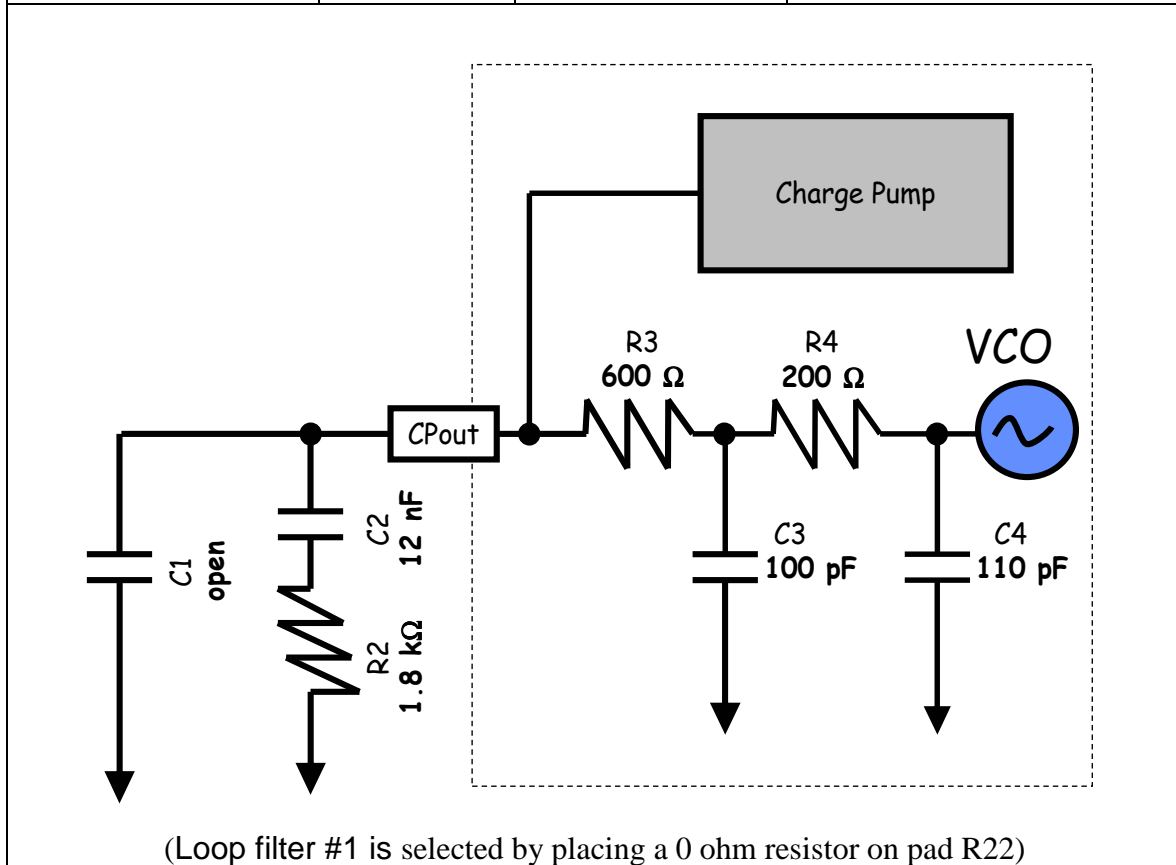 Charge Pump
R3
600 Ω
R4
200 Ω
VCO
CPout
C1
open
C2
12 nF
R2
1.8 kΩ
C3
100 pF
C4
110 pF
(Loop filter #1 is selected by placing a 0 ohm resistor on pad R22)